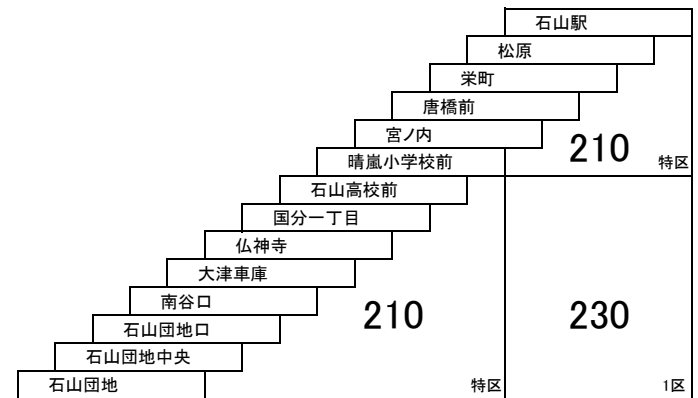 石山駅
松原
栄町
唐橋前
宮ノ内
210 特区
晴嵐小学校前
石山高校前
国分一丁目
仏神寺
大津車庫
南谷口
210
230
石山団地口
石山団地中央
石山団地
特区
1区